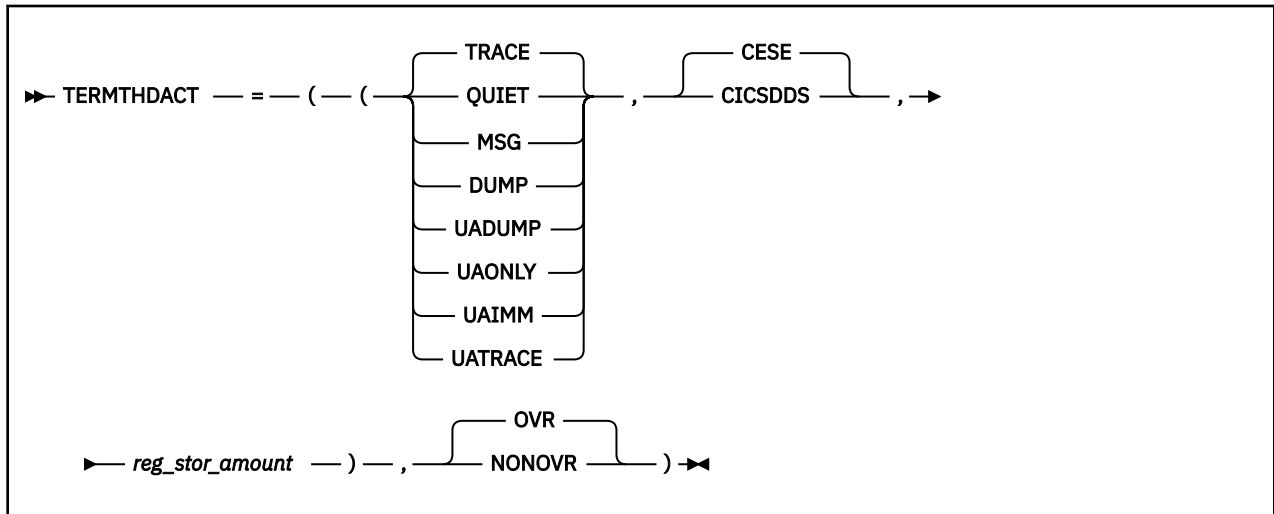 TRACE CESE
TERMTHDACT = ( ( QUIET , CICSDDS ,
MSG
DUMP
UADUMP
UAONLY
UAIMM
UATRACE
OVR
reg_stor_amount ) , NONOVR )